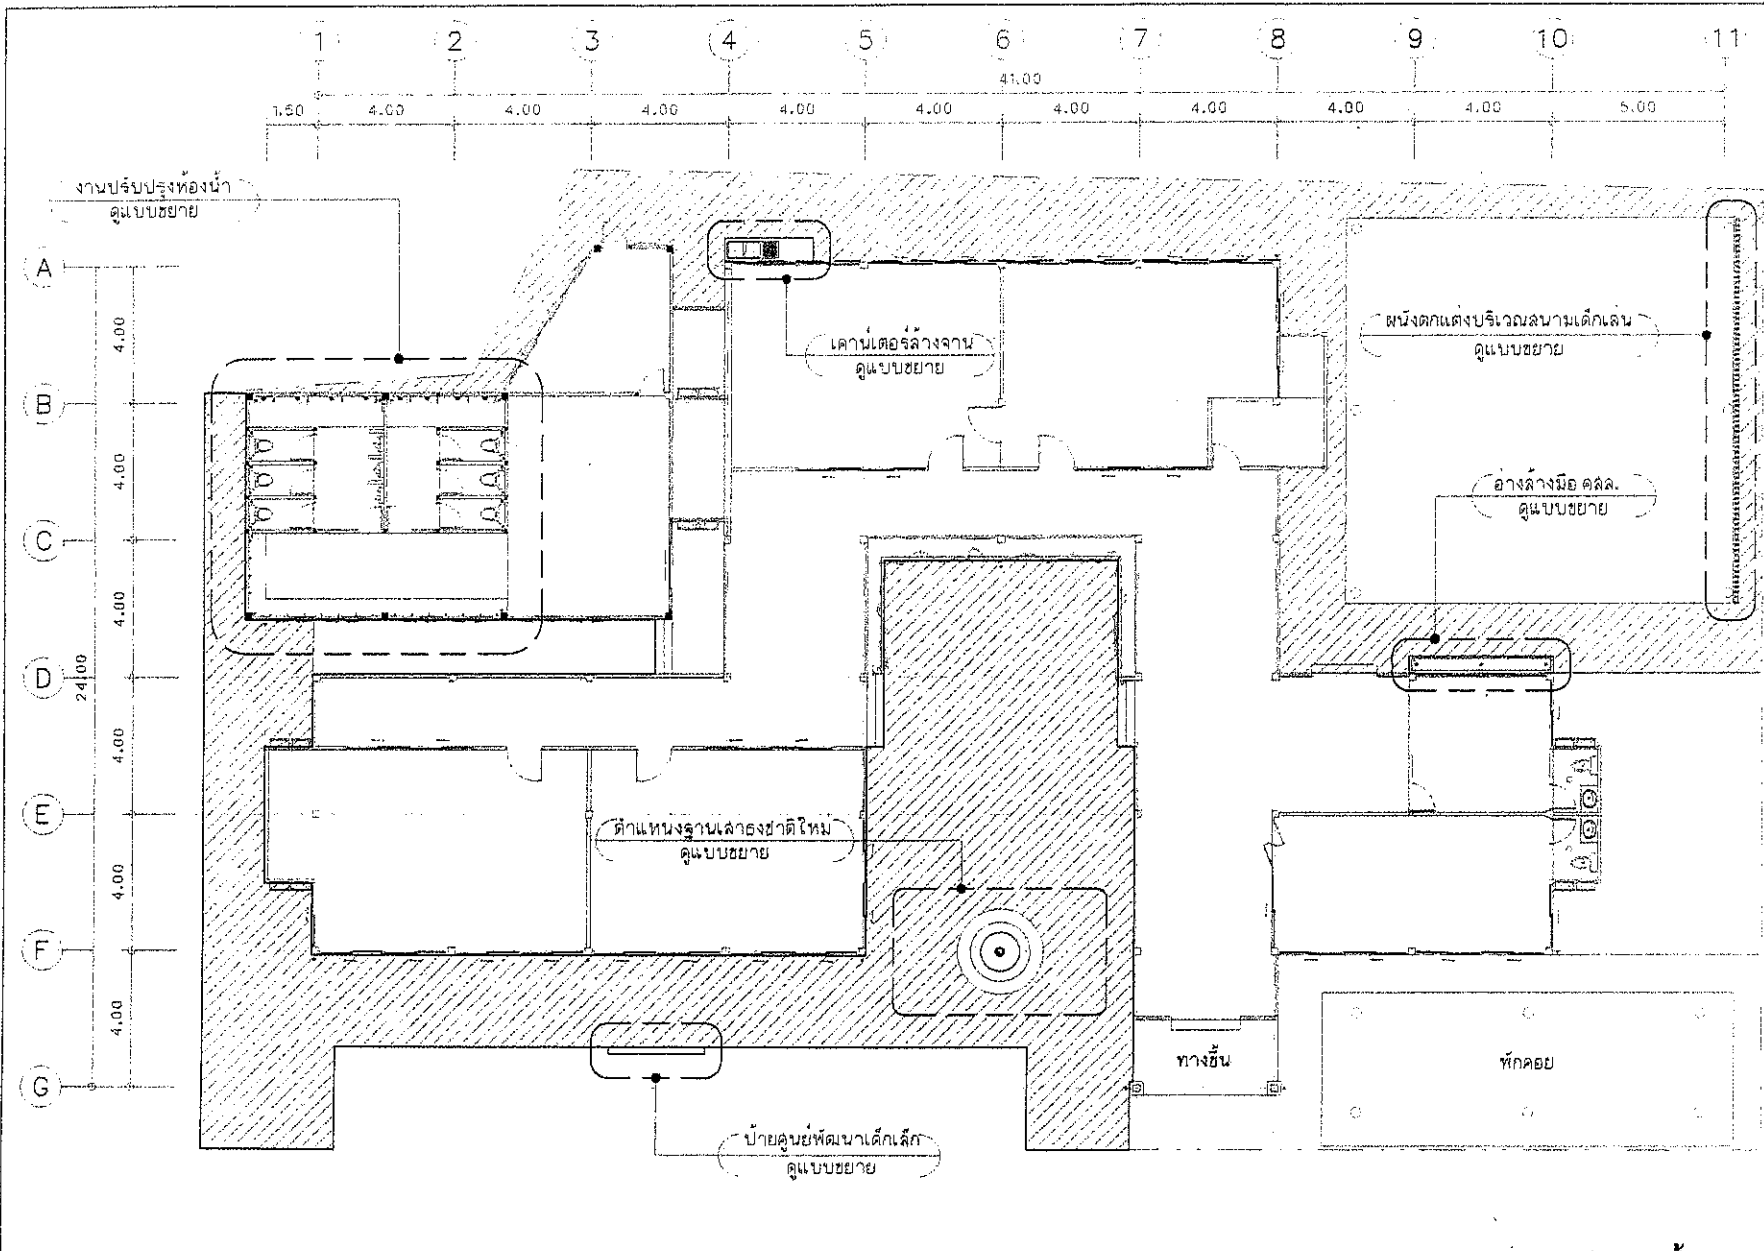 1 2 3 4 5 6 7 8 9 10 11
41.00
1.50 4.00 4.00 4.00 4.00 4.00 4.00 4.00 4.00 4.00 5.00
งานปรับปรุงห้องน้ำ
ดูแบบขยาย
A
B
C
D
E
F
G
4.00
4.00
4.00
4.00
4.00
4.00
24.00
เคาน์เตอร์ล้างจาน
ดูแบบขยาย
ผนังตกแต่งบริเวณสนามเด็กเล่น
ดูแบบขยาย
อ่างล้างมือ คสล.
ดูแบบขยาย
ตำแหน่งฐานเสาธงชาติใหม่
ดูแบบขยาย
ทางขึ้น
พักคอย
ป้ายศูนย์พัฒนาเด็กเล็ก
ดูแบบขยาย